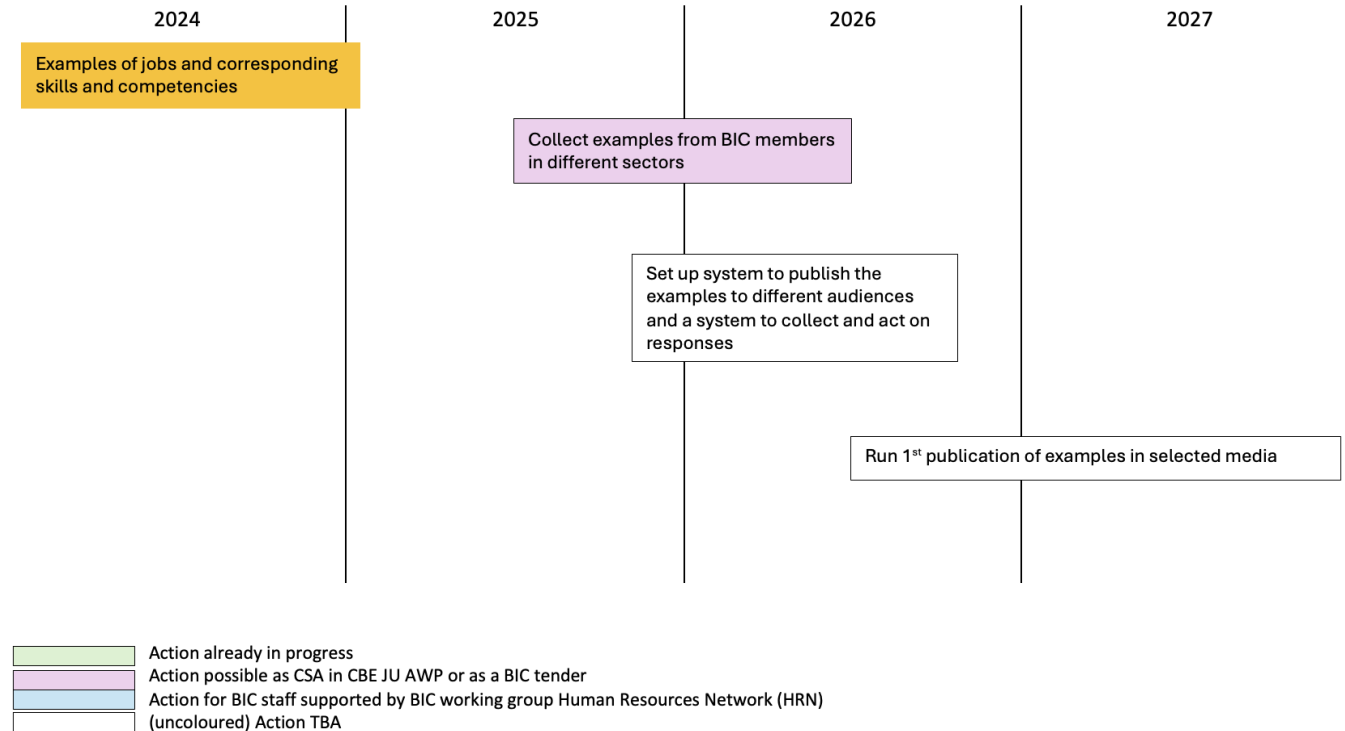 2024 2025 2026 2027
Examples of jobs and corresponding
skills and competencies
Collect examples from BIC members
in different sectors
Set up system to publish the
examples to different audiences
and a system to collect and act on
responses
Run 1st publication of examples in selected media
Action already in progress
Action possible as CSA in CBE JU AWP or as a BIC tender
Action for BIC staff supported by BIC working group Human Resources Network (HRN)
(uncoloured) Action TBA